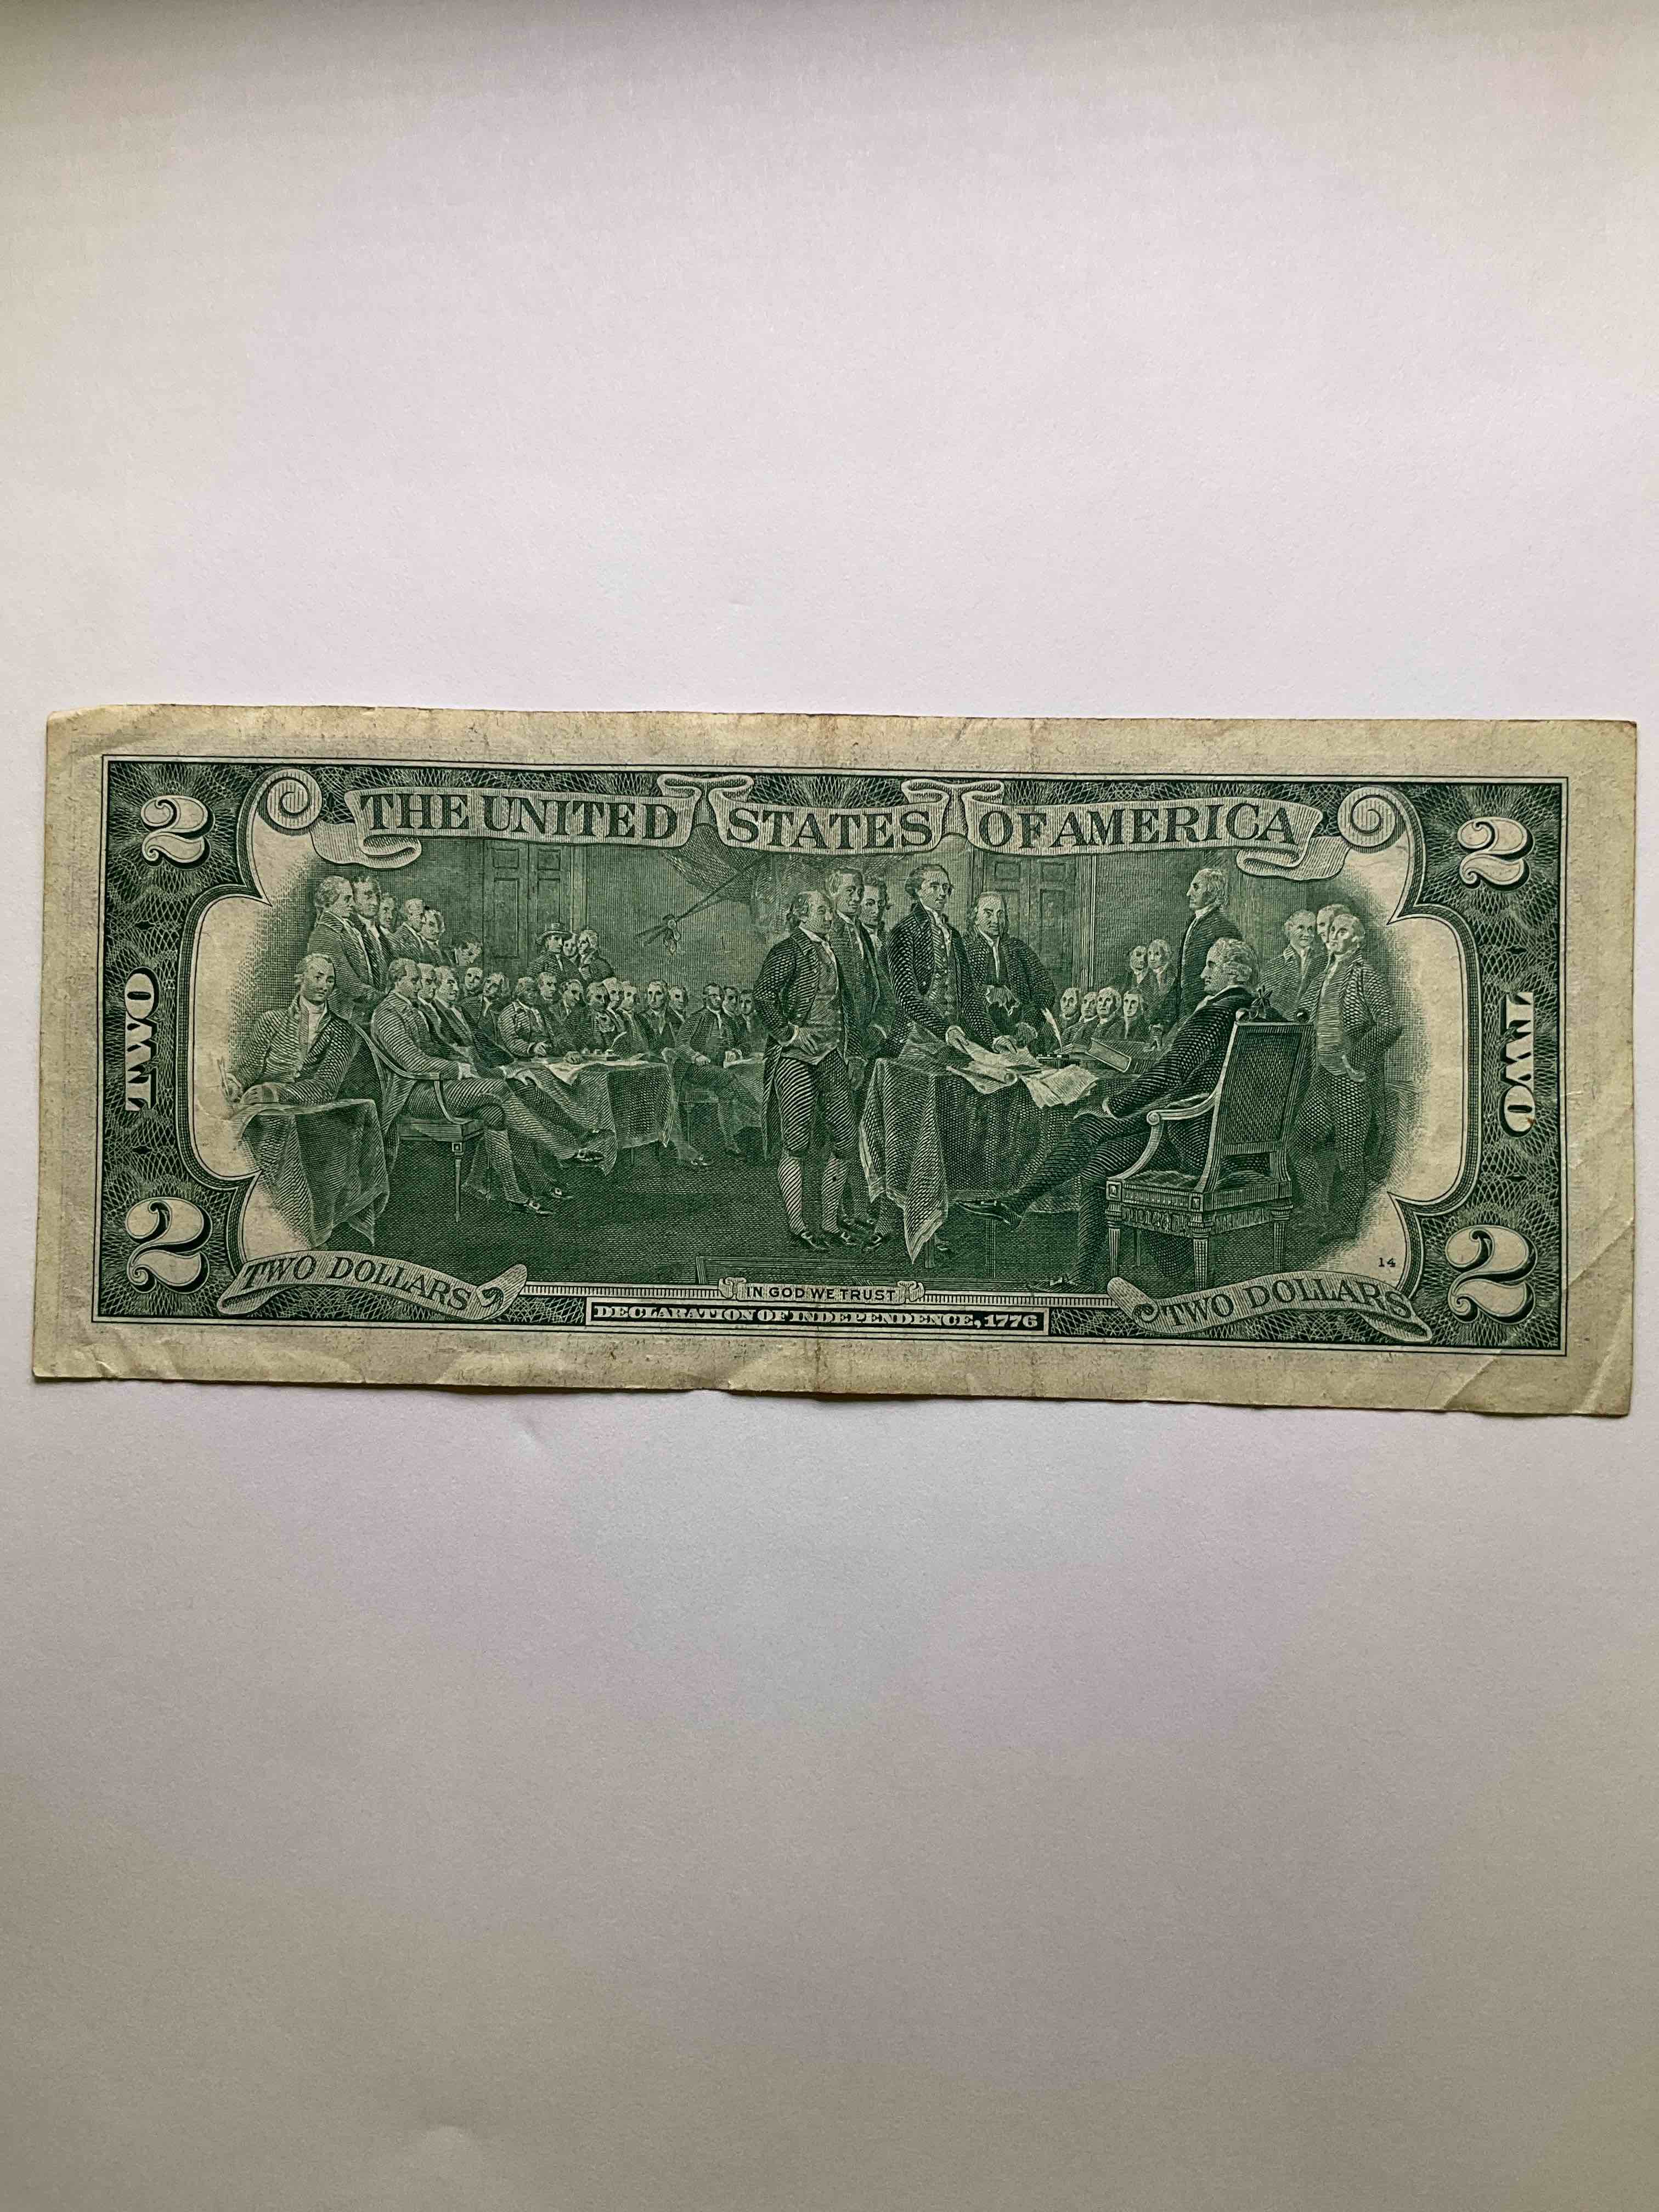 2 THE UNITED STATES OF AMERICA 2
TWO
TWO
2 TWO DOLLARS
14
TWO DOLLARS 2
IN GOD WE TRUST
DECLARATION OF INDEPENDENCE, 1776